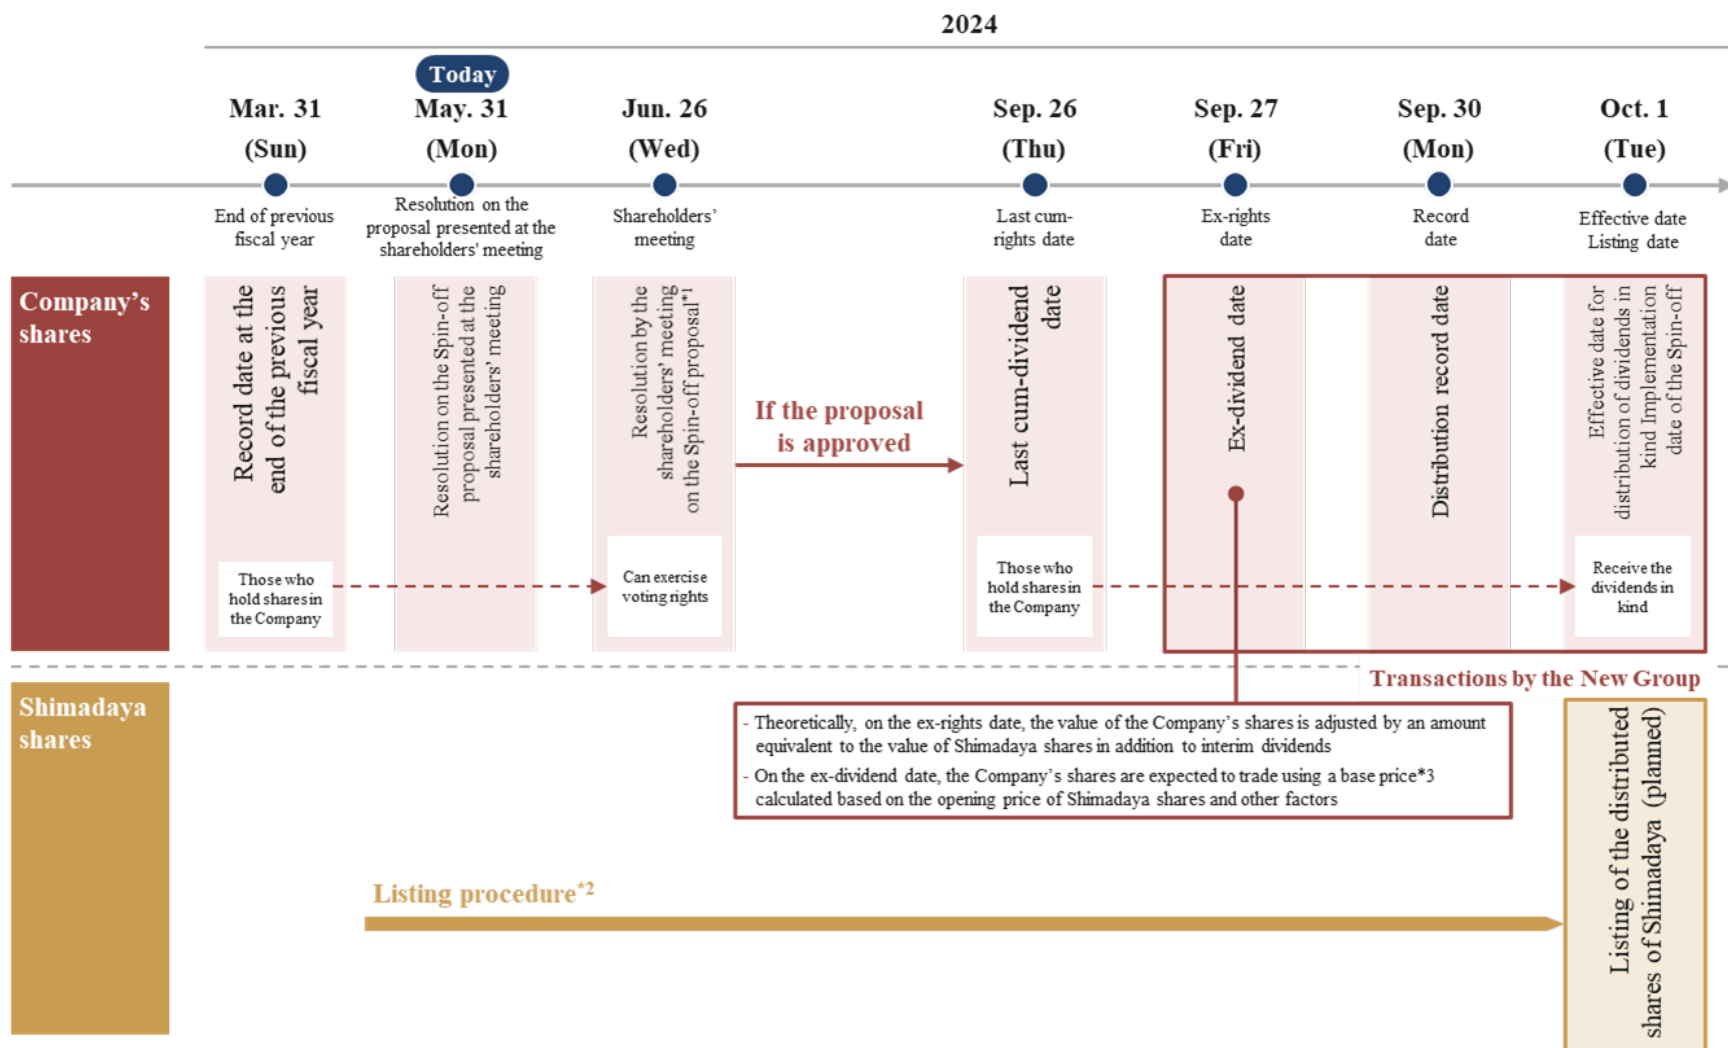 2024
Today
Mar. 31
(Sun)
May. 31
(Mon)
Jun. 26
(Wed)
Sep. 26
(Thu)
Sep. 27
(Fri)
Sep. 30
(Mon)
Oct. 1
(Tue)
End of previous
fiscal year
Resolution on the
proposal presented at the
shareholders' meeting
Shareholders'
meeting
Last cum-
rights date
Ex-rights
date
Record
date
Effective date
Listing date
Company's
shares
Record date at the
end of the previous
fiscal year
Those who
hold shares in
the Company
Resolution on the Spin-off
proposal presented at the
shareholders' meeting
Resolution by the
shareholders' meeting
on the Spin-off proposal*1
Can exercise
voting rights
If the proposal
is approved
Last cum-dividend
date
Those who
hold shares in
the Company
Ex-dividend date
Distribution record date
Effective date for
distribution of dividends in
kind Implementation
date of the Spin-off
Receive the
dividends in
kind
Transactions by the New Group
Shimadaya
shares
- Theoretically, on the ex-rights date, the value of the Company's shares is adjusted by an amount
equivalent to the value of Shimadaya shares in addition to interim dividends
- On the ex-dividend date, the Company's shares are expected to trade using a base price*3
calculated based on the opening price of Shimadaya shares and other factors
Listing procedure*2
Listing of the distributed
shares of Shimadaya (planned)